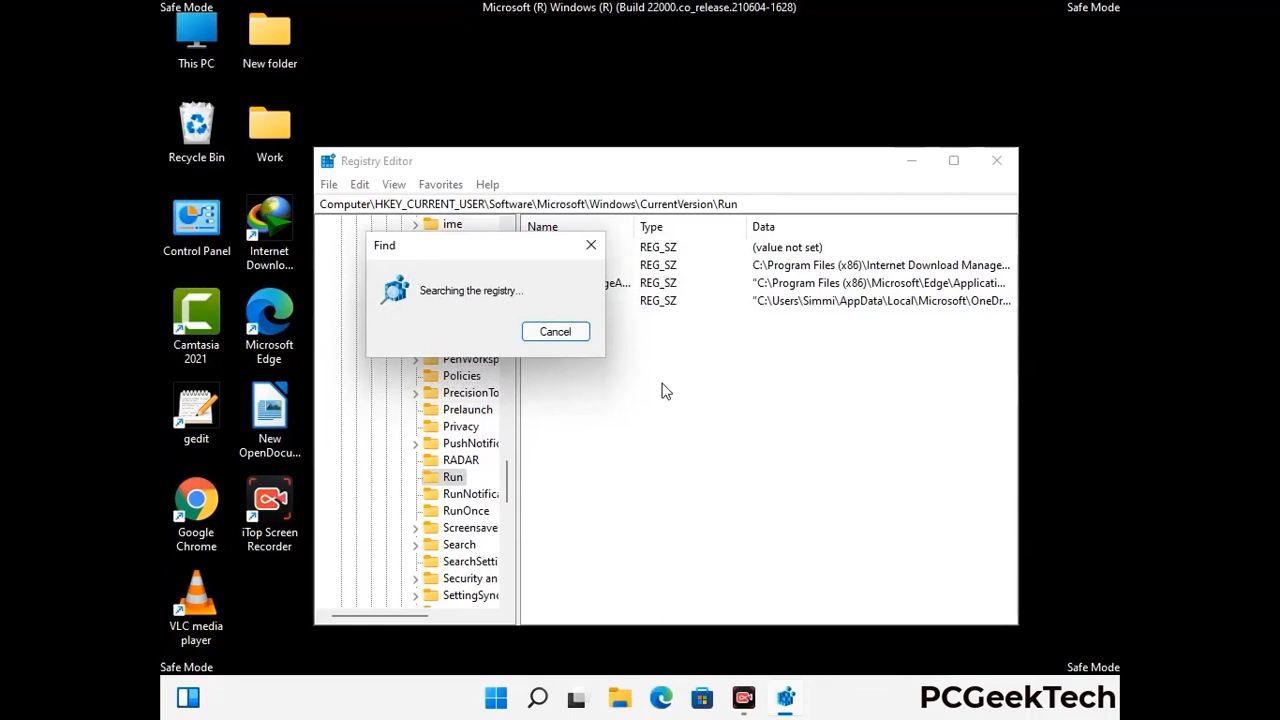 Safe Mode
Microsoft (R) Windows (R) (Build 22000.co_release.210604-1628)
Safe Mode
This PC
New folder
Recycle Bin
Work
Control Panel
Internet
Downlo...
Camtasia
2021
Microsoft
Edge
gedit
New
OpenDocu...
Google
Chrome
iTop Screen
Recorder
VLC media
player
Registry Editor
File Edit View Favorites Help
Computer\HKEY_CURRENT_USER\Software\Microsoft\Windows\CurrentVersion\Run
ime
PenWorksp
Policies
PrecisionTo
Prelaunch
Privacy
PushNotific
RADAR
Run
RunNotifica
RunOnce
Screensave
Search
SearchSetti
Security an
SettingSync
Name Type Data
REG_SZ (value not set)
REG_SZ C:\Program Files (x86)\Internet Download Manage...
geA... REG_SZ "C:\Program Files (x86)\Microsoft\Edge\Applicati...
REG_SZ "C:\Users\Simmi\AppData\Local\Microsoft\OneDr...
Find
Searching the registry...
Cancel
Safe Mode
Safe Mode
PCGeekTech